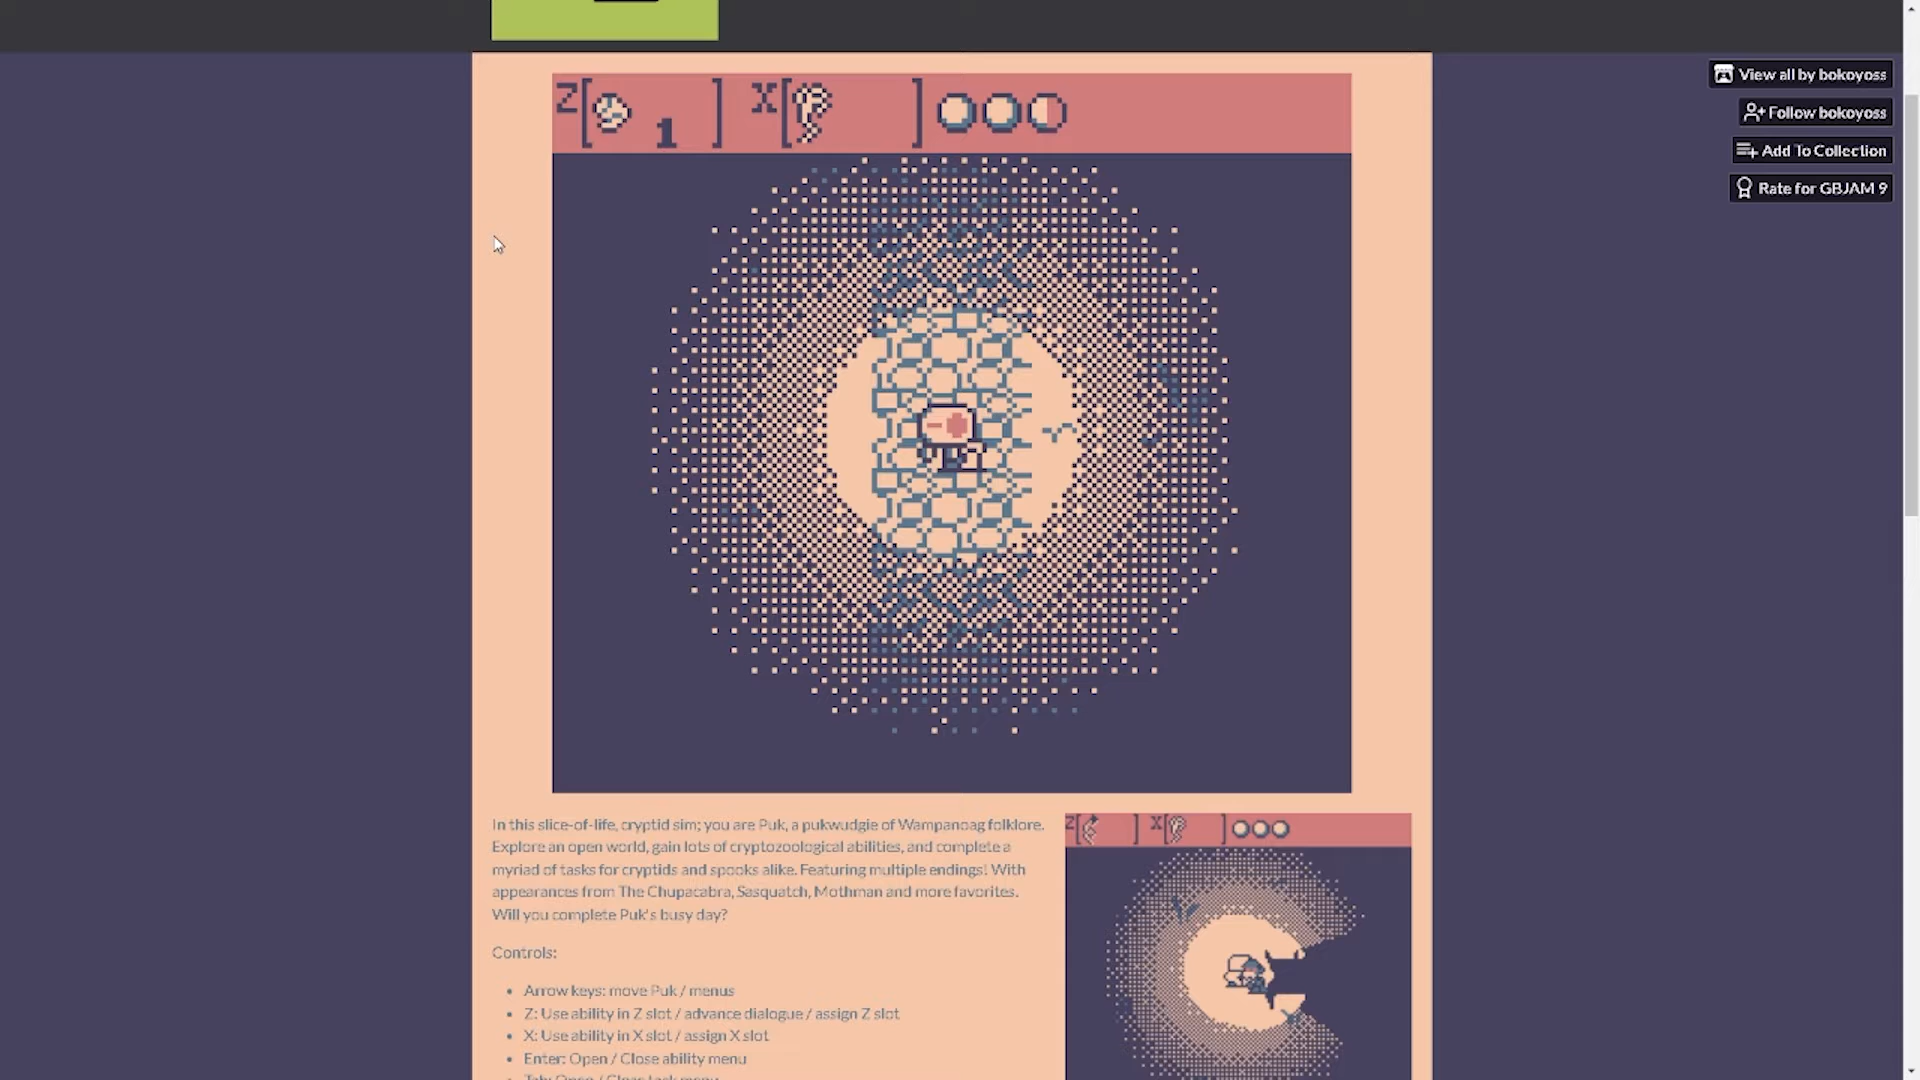 Z[ 1 ] X[ ]
View all by bokoyoss
Follow bokoyoss
Add To Collection
Rate for GBJAM 9
In this slice-of-life, cryptid sim; you are Puk, a pukwudgie of Wampanoag folklore.
Explore an open world, gain lots of cryptozoological abilities, and complete a
myriad of tasks for cryptids and spooks alike. Featuring multiple endings! With
appearances from The Chupacabra, Sasquatch, Mothman and more favorites.
Will you complete Puk's busy day?
Z[ ] X[ ]
Controls:
Arrow keys: move Puk / menus
Z: Use ability in Z slot / advance dialogue / assign Z slot
X: Use ability in X slot / assign X slot
Enter: Open / Close ability menu